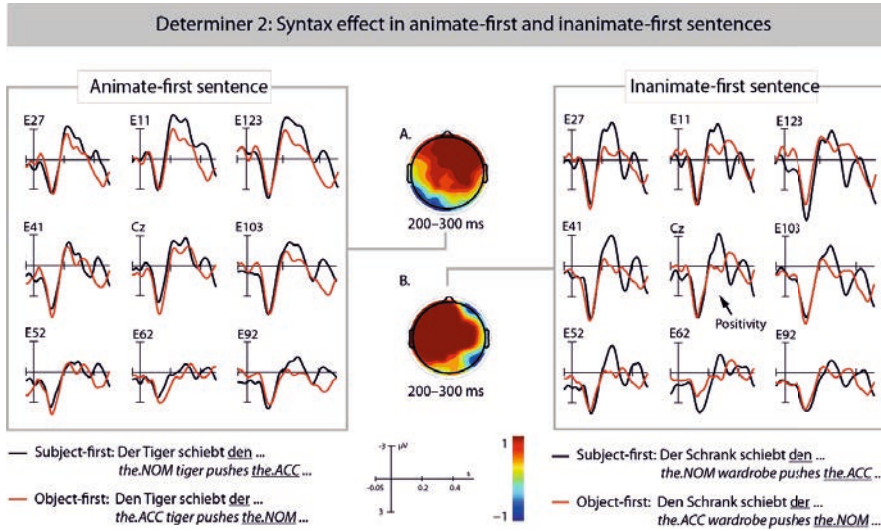 Determiner 2: Syntax effect in animate-first and inanimate-first sentences
Animate-first sentence
E27
E11
E123
E41
Cz
E103
E52
E62
E92
A.
200–300 ms
B.
200–300 ms
Inanimate-first sentence
E27
E11
E123
E41
Cz
E103
Positivity
E52
E62
E92
Subject-first: Der Tiger schiebt den ...
the.NOM tiger pushes the.ACC ...
Object-first: Den Tiger schiebt der ...
the.ACC tiger pushes the.NOM ...
-3 μV
s
-0.05 0.2 0.4
3
1
−1
Subject-first: Der Schrank schiebt den ...
the.NOM wardrobe pushes the.ACC ...
Object-first: Den Schrank schiebt der ...
the.ACC wardrobe pushes the.NOM ...